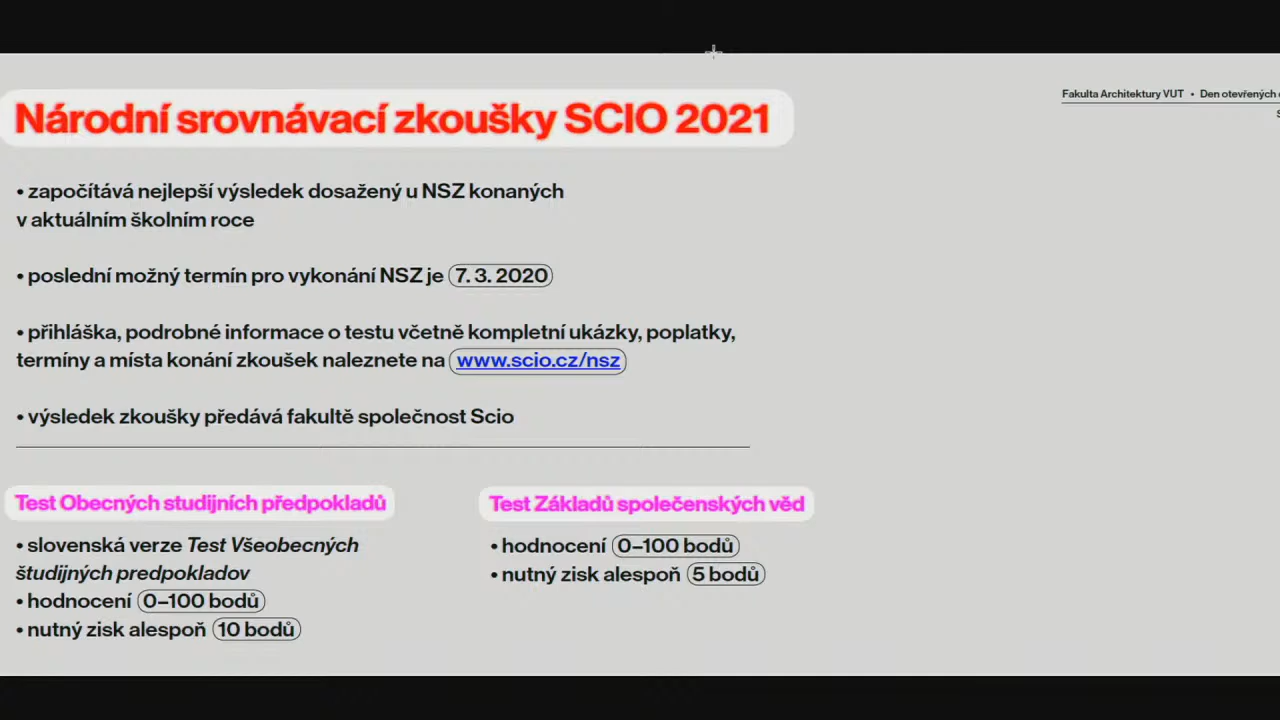 Fakulta Architektury VUT • Den otevřených
Národní srovnávací zkoušky SCIO 2021
• započítává nejlepší výsledek dosažený u NSZ konaných
v aktuálním školním roce
• poslední možný termín pro vykonání NSZ je 7. 3. 2020
• přihláška, podrobné informace o testu včetně kompletní ukázky, poplatky,
termíny a místa konání zkoušek naleznete na www.scio.cz/nsz
• výsledek zkoušky předává fakultě společnost Scio
Test Obecných studijních předpokladů
• slovenská verze Test Všeobecných
študijných predpokladov
• hodnocení 0–100 bodů
• nutný zisk alespoň 10 bodů
Test Základů společenských věd
• hodnocení 0–100 bodů
• nutný zisk alespoň 5 bodů